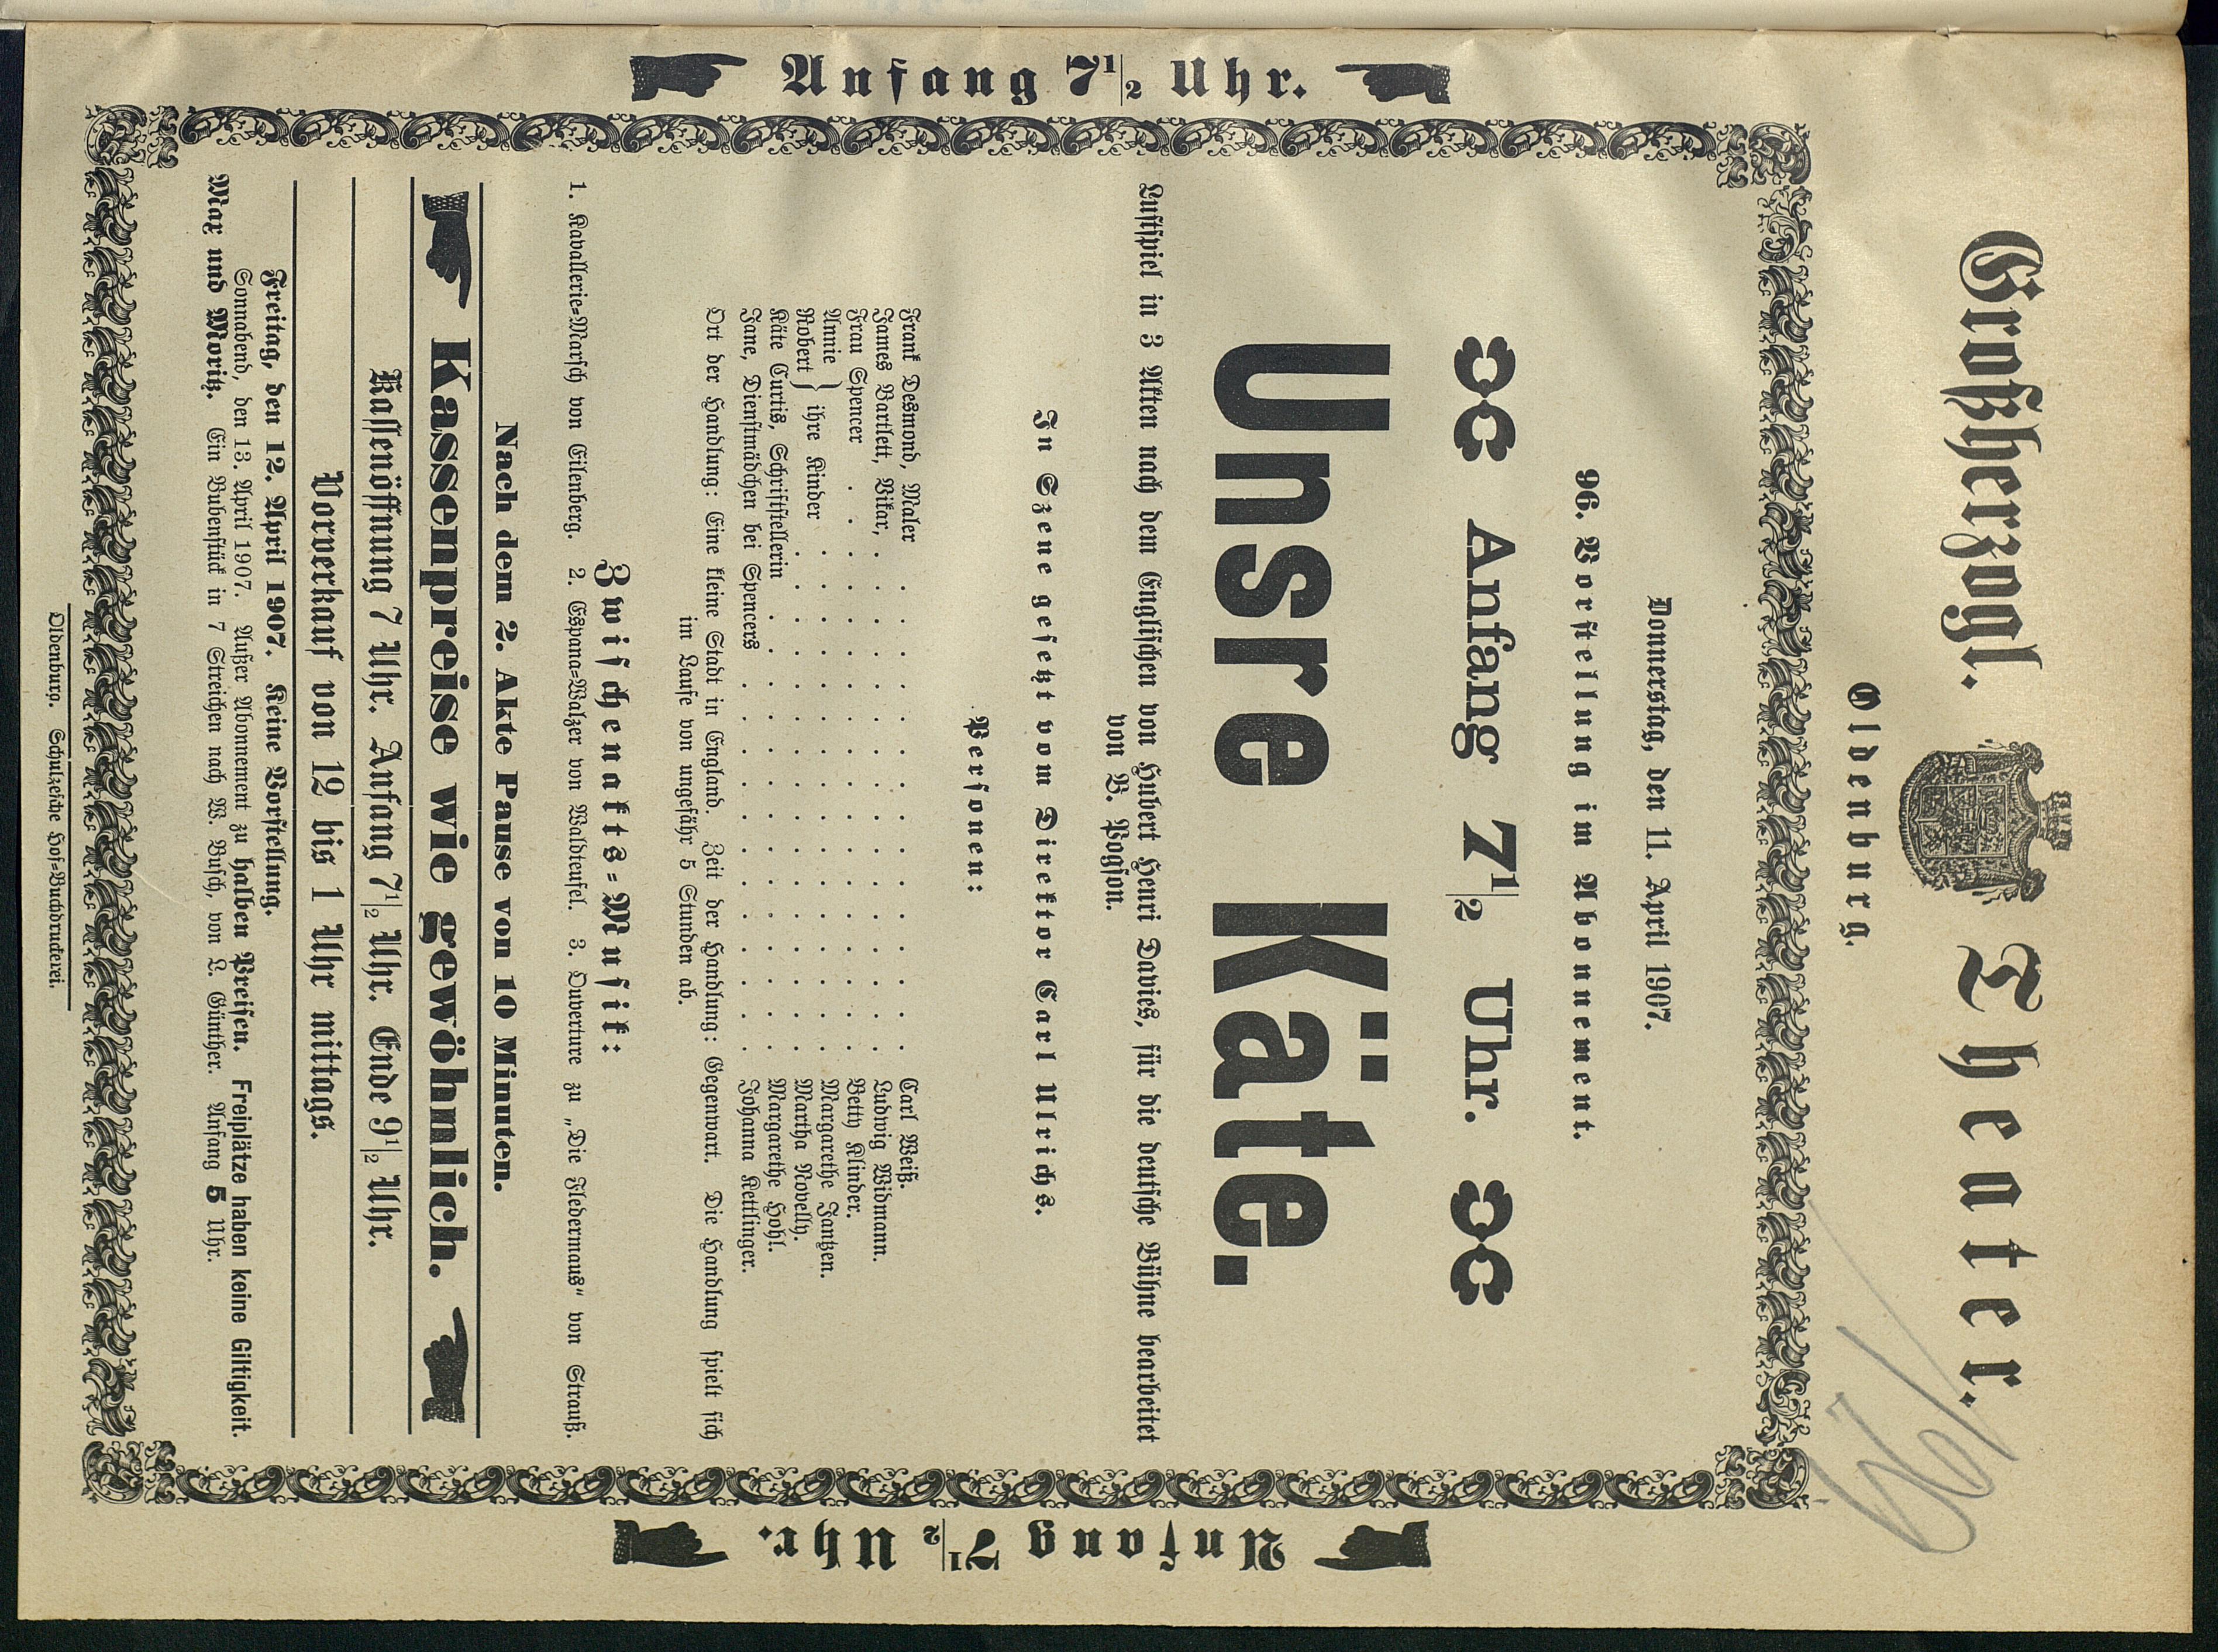 Großherzogl. Theater.
Oldenburg.
Donnerstag, den 11. April 1907.
96. Vorstellung im Abonnement.
Anfang 7½ Uhr.
Unsre Käte.
Lustspiel in 3 Akten nach dem Englischen von Hubert Henri Davies, für die deutsche Bühne bearbeitet
von B. Pogson.
In Szene gesetzt vom Direktor Carl Ulrichs.
Personen:
Frank Desmond, Maler . . . . . . . . . . Carl Weiß.
James Bartlett, Vikar, . . . . . . . . . . Ludwig Widmann.
Frau Spencer . . . . . . . . . . Betty Klinder.
Annie } ihre Kinder . . . . . . . . . . Margarethe Jantzen.
Robert } . . . . . . . . . . Martha Novelly.
Käte Curtis, Schriftstellerin . . . . . . . . . . Margarethe Hohl.
Jane, Dienstmädchen bei Spencers . . . . . . . . . . Johanna Kettlinger.
Ort der Handlung: Eine kleine Stadt in England. Zeit der Handlung: Gegenwart. Die Handlung spielt sich
im Laufe von ungefähr 5 Stunden ab.
Zwischenakts-Musik:
1. Kavallerie-Marsch von Eilenberg. 2. Espana-Walzer von Waldteufel. 3. Ouverture zu „Die Fledermaus“ von Strauß.
Nach dem 2. Akte Pause von 10 Minuten.
Kassenpreise wie gewöhnlich.
Kassenöffnung 7 Uhr. Anfang 7½ Uhr. Ende 9½ Uhr.
Vorverkauf von 12 bis 1 Uhr mittags.
Freitag, den 12. April 1907. Keine Vorstellung.
Sonnabend, den 13. April 1907. Außer Abonnement zu halben Preisen. Freiplätze haben keine Giltigkeit.
Max und Moritz. Ein Bubenstück in 7 Streichen nach W. Busch, von L. Günther. Anfang 5 Uhr.
Oldenburg. Schulzesche Hof-Buchdruckerei.
Anfang 7½ Uhr.
Anfang 7½ Uhr.